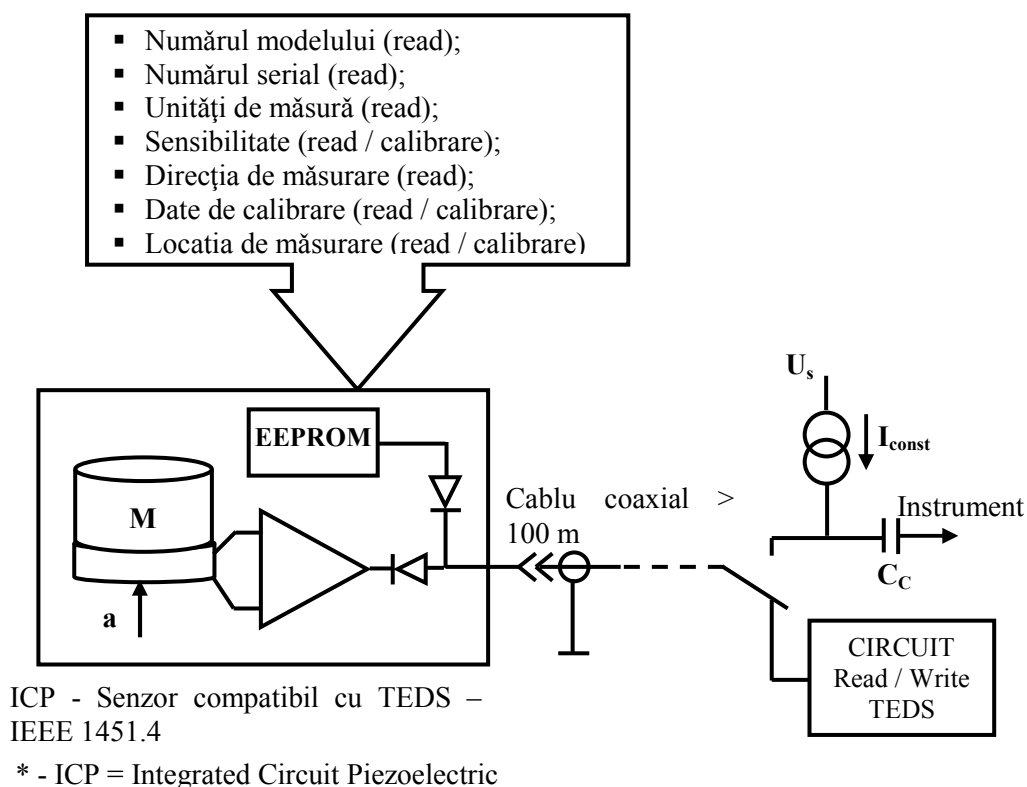 ▪ Numărul modelului (read);
▪ Numărul serial (read);
▪ Unităţi de măsură (read);
▪ Sensibilitate (read / calibrare);
▪ Direcţia de măsurare (read);
▪ Date de calibrare (read / calibrare);
▪ Locatia de măsurare (read / calibrare)
EEPROM
M
a
Cablu coaxial >
100 m
Us
Iconst
Instrument
CC
CIRCUIT
Read / Write
TEDS
ICP - Senzor compatibil cu TEDS –
IEEE 1451.4
* - ICP = Integrated Circuit Piezoelectric